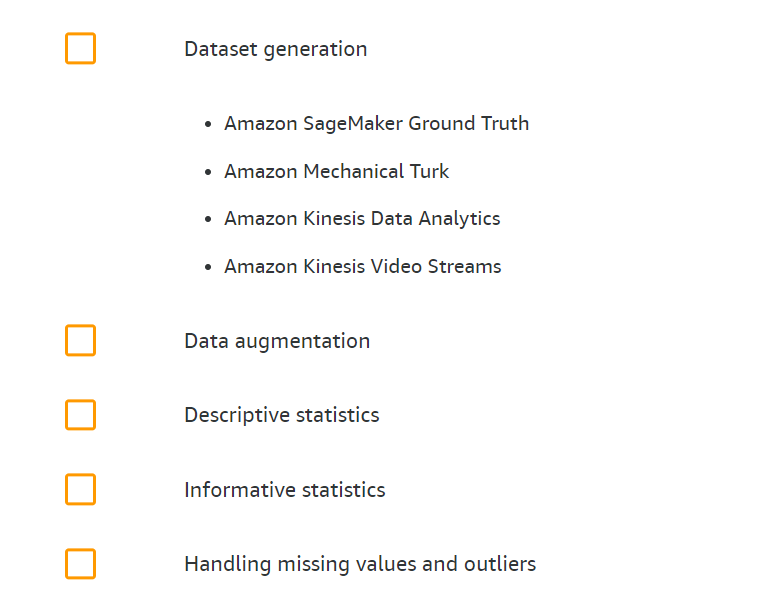 Dataset generation
• Amazon SageMaker Ground Truth
• Amazon Mechanical Turk
• Amazon Kinesis Data Analytics
• Amazon Kinesis Video Streams
Data augmentation
Descriptive statistics
Informative statistics
Handling missing values and outliers